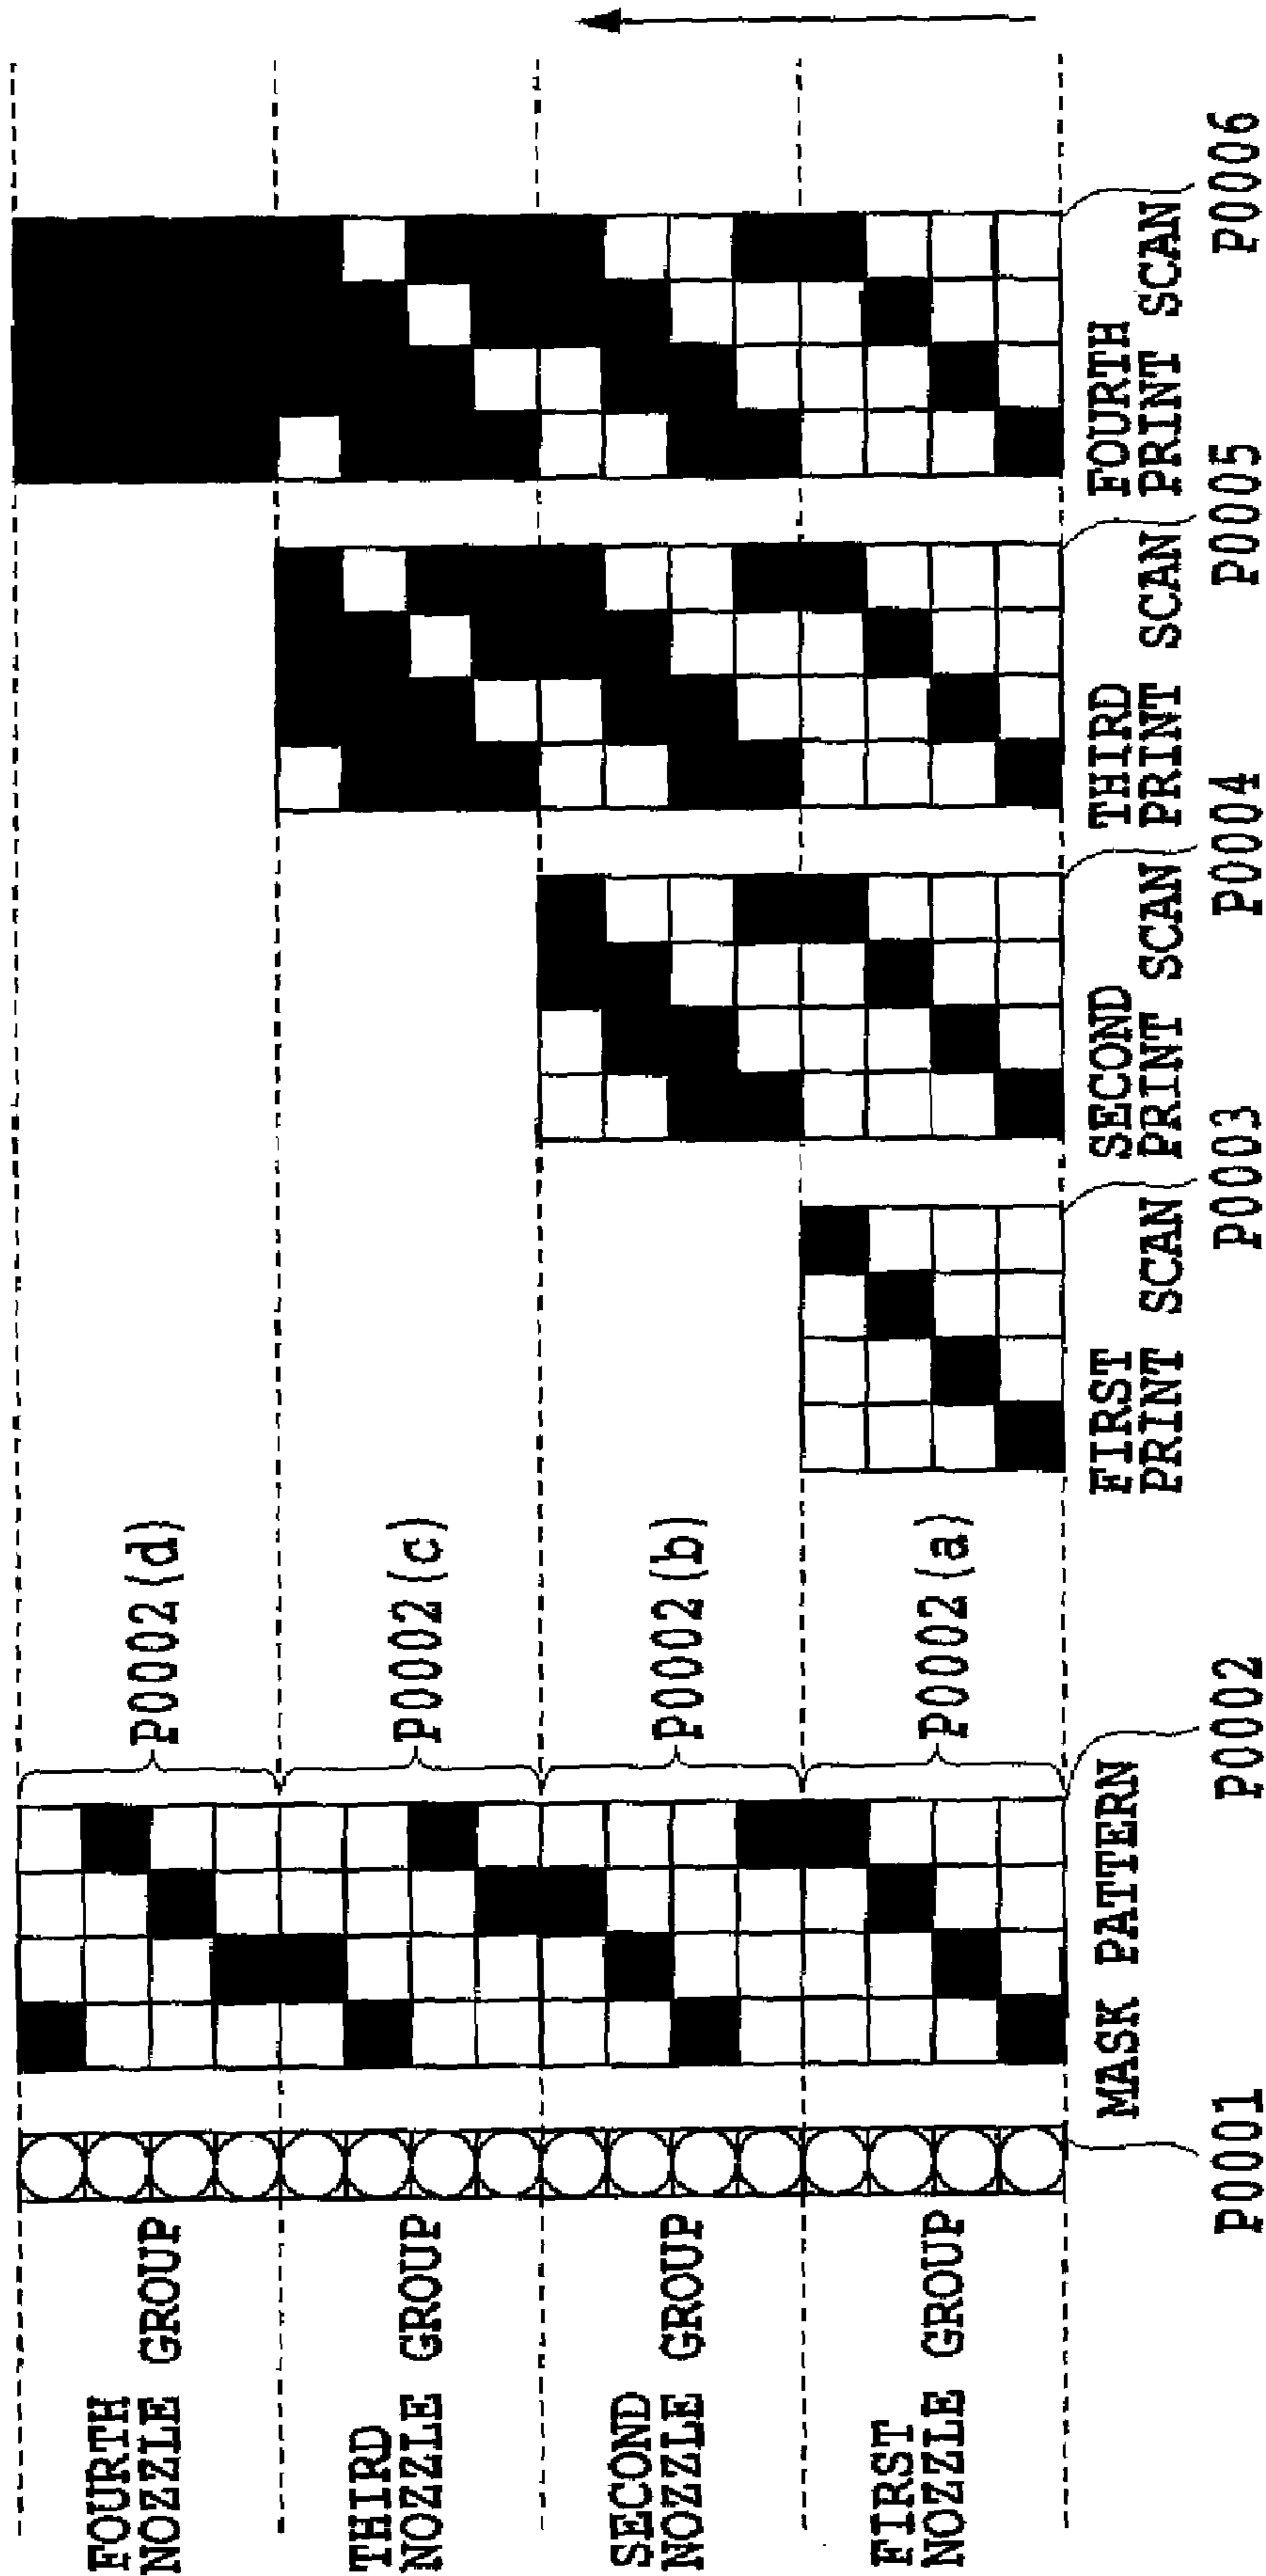 FOURTH
NOZZLE GROUP
THIRD
NOZZLE GROUP
SECOND
NOZZLE GROUP
FIRST
NOZZLE GROUP
P0001
MASK PATTERN
P0002
P0002(d)
P0002(c)
P0002(b)
P0002(a)
FIRST
PRINT SCAN
P0003
SECOND
PRINT SCAN
P0004
THIRD
PRINT SCAN
P0005
FOURTH
PRINT SCAN
P0006